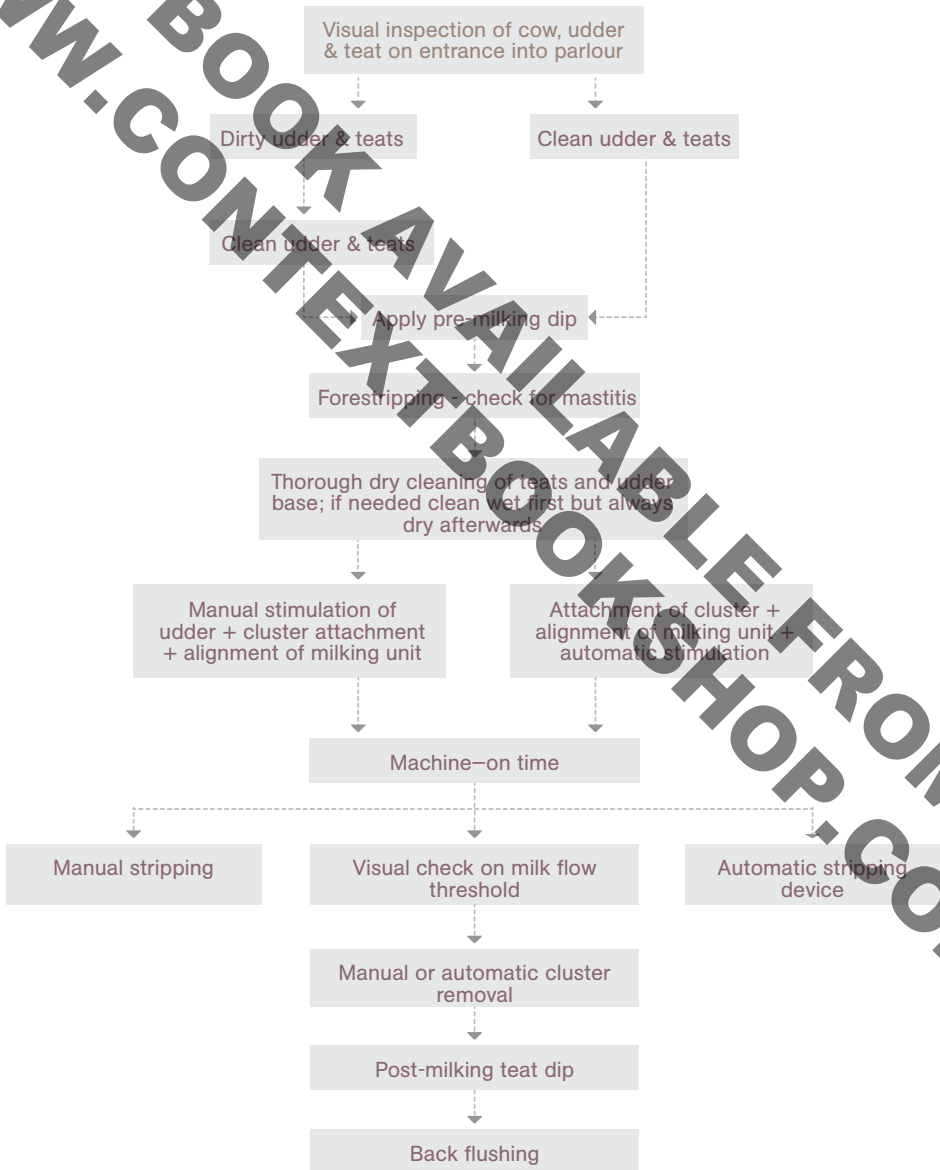 Visual inspection of cow, udder
& teat on entrance into parlour
Dirty udder & teats
Clean udder & teats
Clean udder & teats
Apply pre-milking dip
Forestripping - check for mastitis
Thorough dry cleaning of teats and udder
base; if needed clean wet first but always
dry afterwards
Manual stimulation of
udder + cluster attachment
+ alignment of milking unit
Attachment of cluster +
alignment of milking unit +
automatic stimulation
Machine–on time
Manual stripping
Visual check on milk flow
threshold
Automatic stripping
device
Manual or automatic cluster
removal
Post-milking teat dip
Back flushing
BOOK AVAILABLE FROM
WW.CONTEXTBOOKSHOP.CO